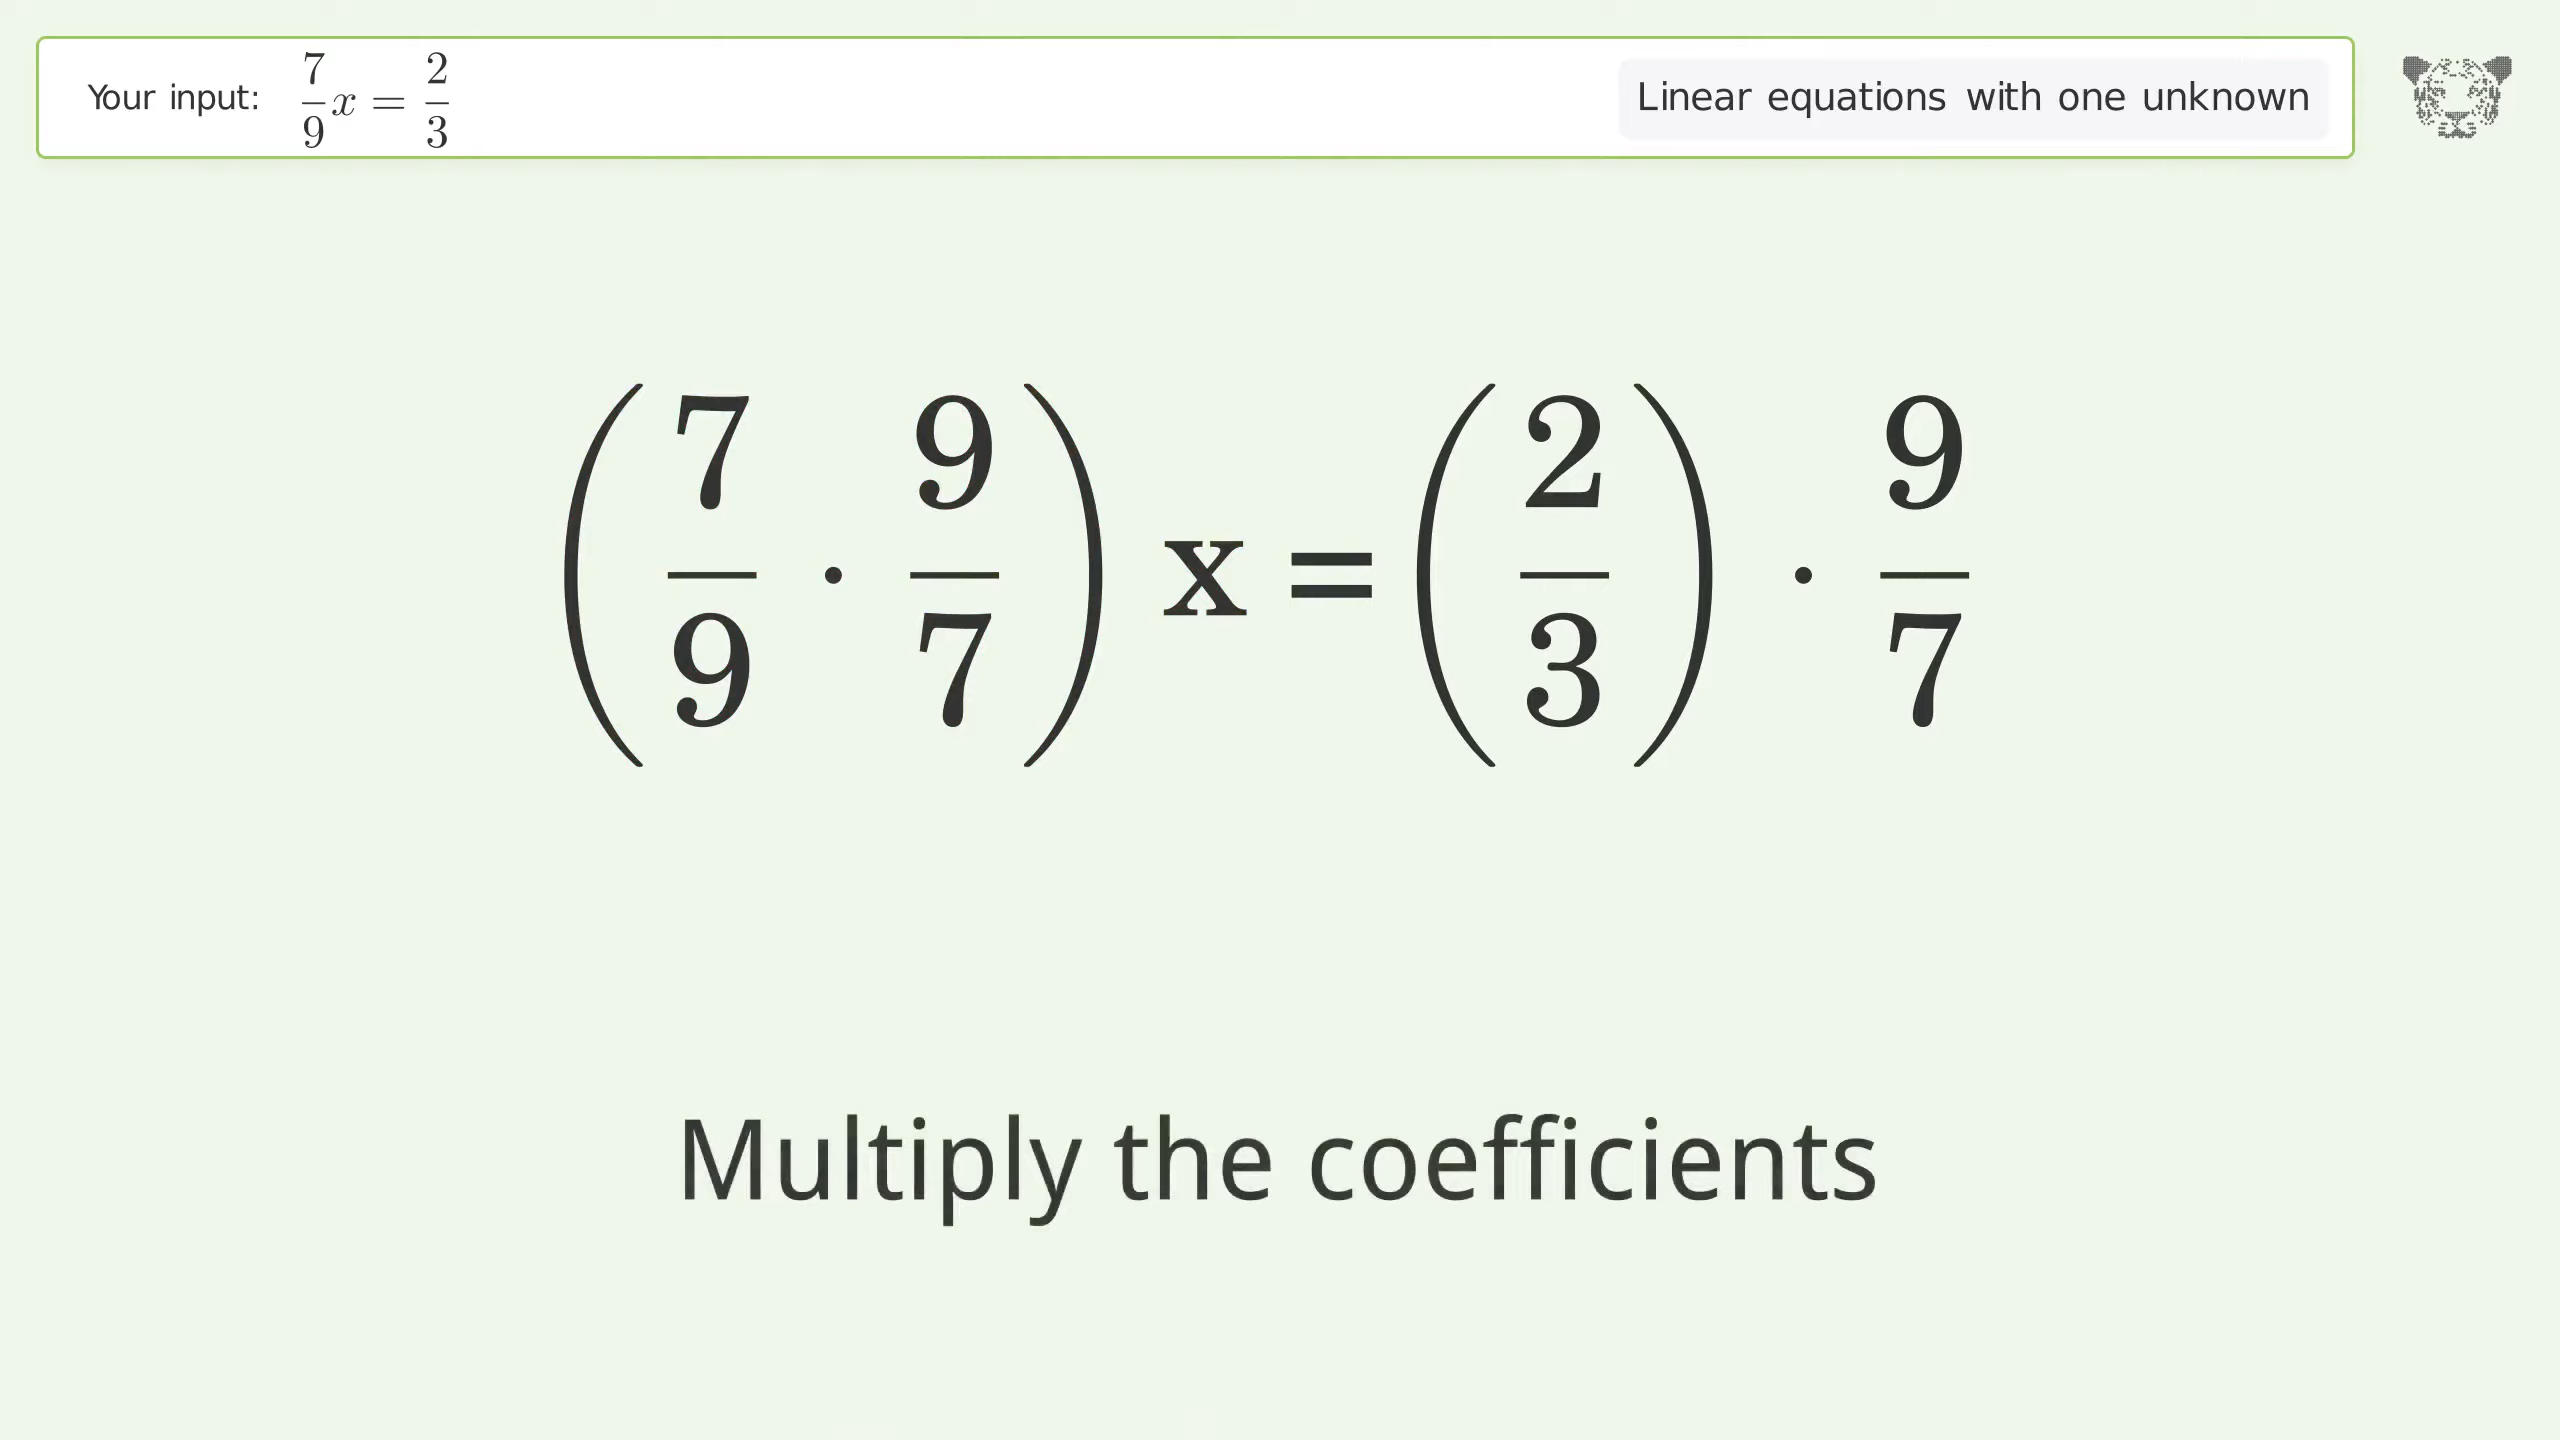 Your input: 7/9 x = 2/3
Linear equations with one unknown
(7/9 · 9/7) x = (2/3) · 9/7
Multiply the coefficients